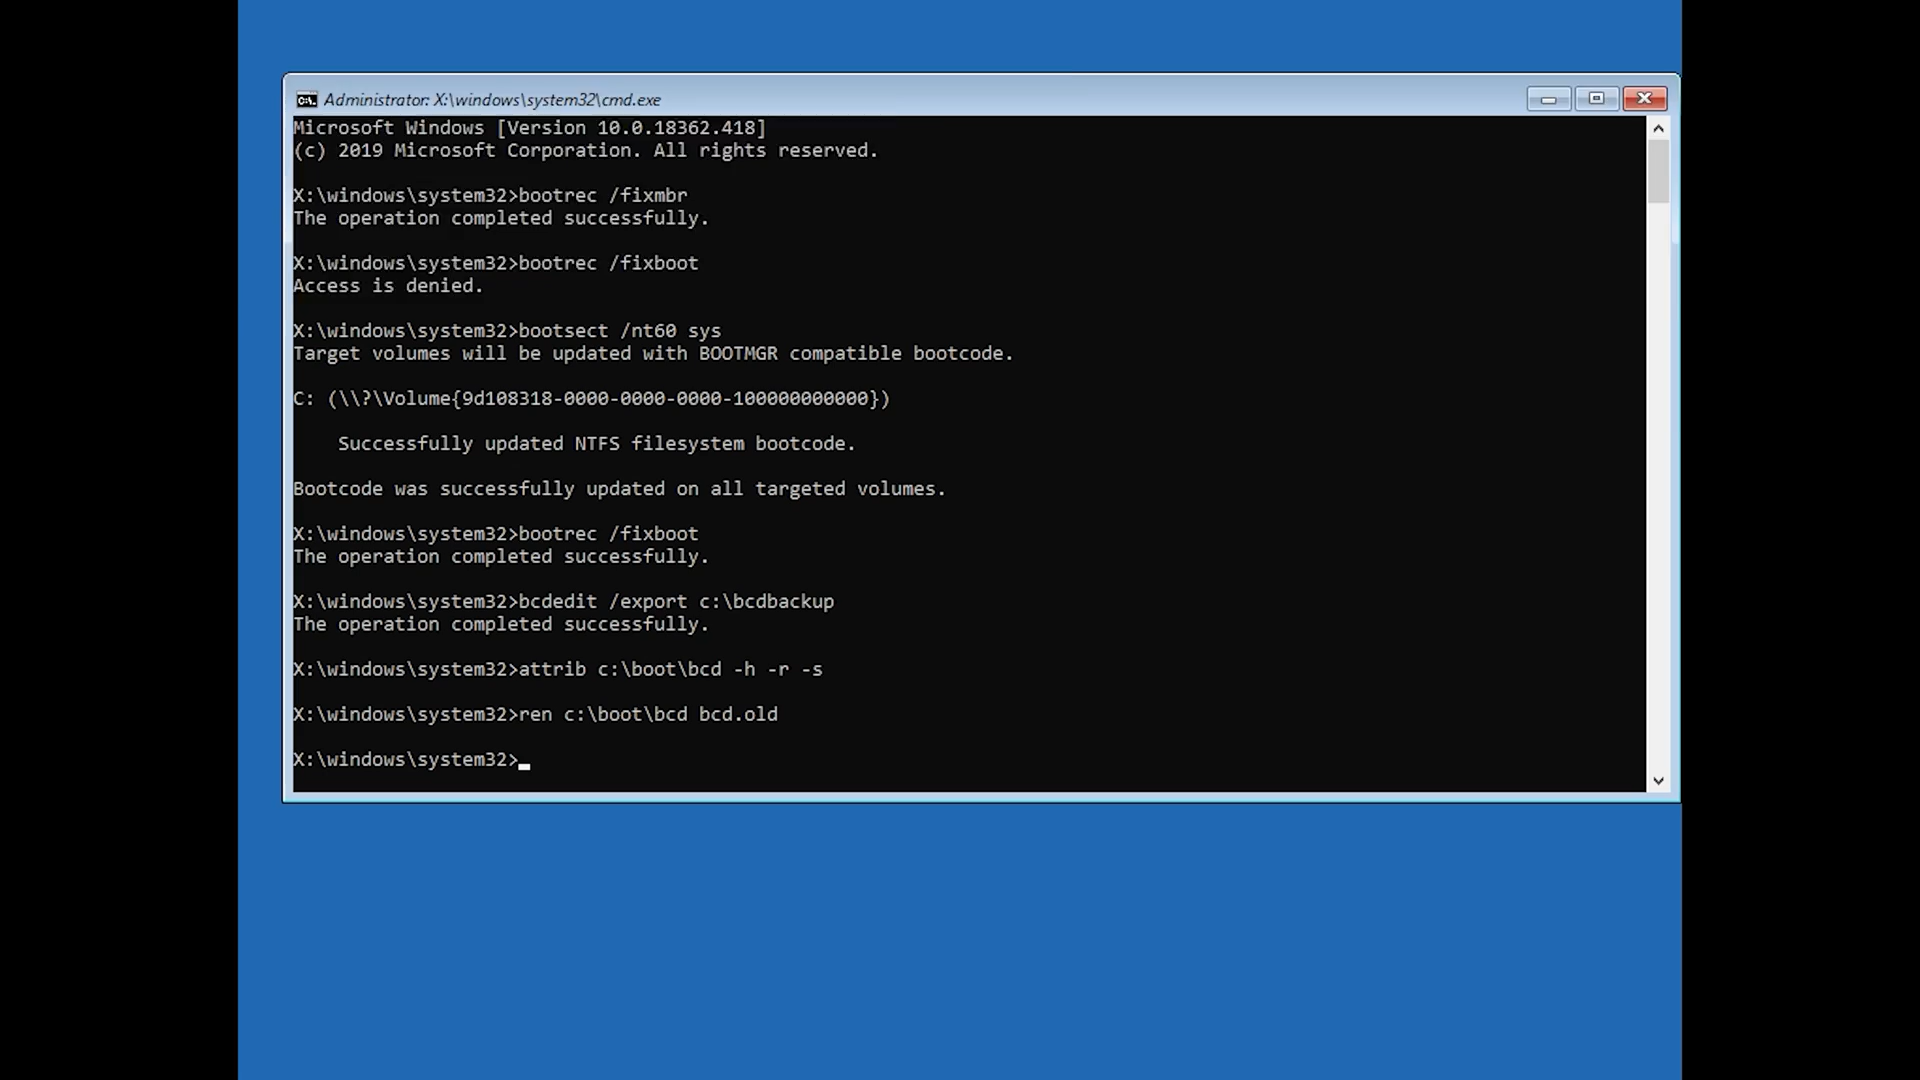 Administrator: X:\windows\system32\cmd.exe
Microsoft Windows [Version 10.0.18362.418]
(c) 2019 Microsoft Corporation. All rights reserved.
X:\windows\system32>bootrec /fixmbr
The operation completed successfully.
X:\windows\system32>bootrec /fixboot
Access is denied.
X:\windows\system32>bootsect /nt60 sys
Target volumes will be updated with BOOTMGR compatible bootcode.
C: (\\?\Volume{9d108318-0000-0000-0000-100000000000})
Successfully updated NTFS filesystem bootcode.
Bootcode was successfully updated on all targeted volumes.
X:\windows\system32>bootrec /fixboot
The operation completed successfully.
X:\windows\system32>bcdedit /export c:\bcdbackup
The operation completed successfully.
X:\windows\system32>attrib c:\boot\bcd -h -r -s
X:\windows\system32>ren c:\boot\bcd bcd.old
X:\windows\system32>